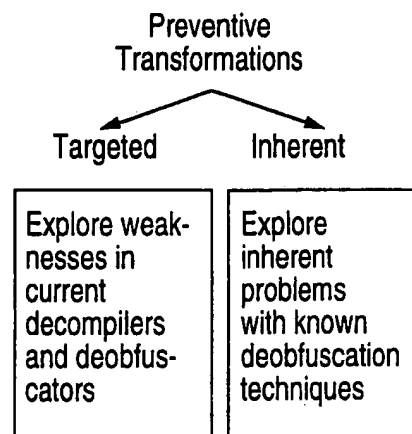 Preventive
Transformations
Targeted
Inherent
Explore weak-
nesses in
current
decompilers
and deobfus-
cators
Explore
inherent
problems
with known
deobfuscation
techniques